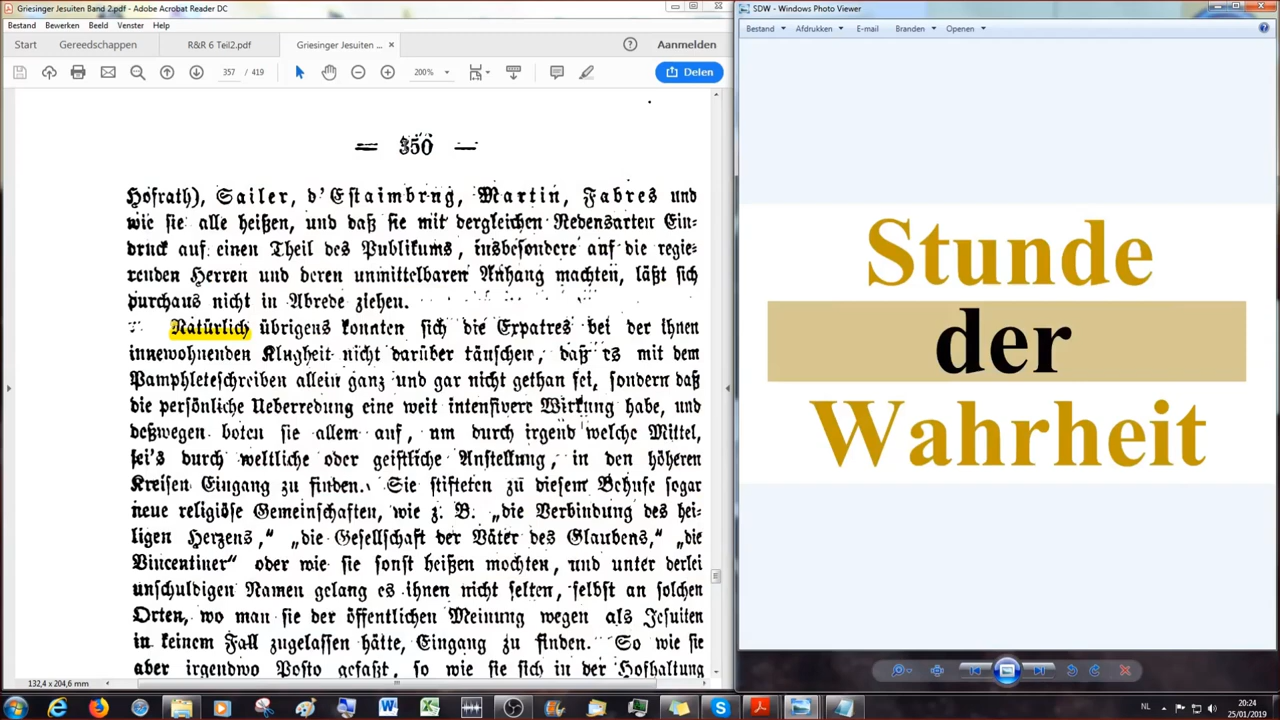 Griesinger Jesuiten Band 2.pdf - Adobe Acrobat Reader DC
Bestand Bewerken Beeld Venster Help
Start Gereedschappen R&R 6 Teil2.pdf Griesinger Jesuiten ... × Aanmelden
357 / 419 200% Delen
= 350 —
Hofrath), Sailer, d'Estaimbrng, Martin, Fabres und
wie sie alle heißen, und daß sie mit dergleichen Redensarten Ein-
druck auf einen Theil des Publikums, insbesondere auf die regie-
renden Herren und deren unmittelbaren Anhang machten, läßt sich
durchaus nicht in Abrede ziehen.
Natürlich übrigens konnten sich die Expatres bei der ihnen
innewohnenden Klugheit nicht darüber täuschen, daß es mit dem
Pamphleteschreiben allein ganz und gar nicht gethan sei, sondern daß
die persönliche Ueberredung eine weit intensivere Wirkung habe, und
deßwegen boten sie allem auf, um durch irgend welche Mittel,
sei's durch weltliche oder geistliche Anstellung, in den höheren
Kreisen Eingang zu finden. Sie stifteten zu diesem Behufe sogar
neue religiöse Gemeinschaften, wie z. B. „die Verbindung des hei-
ligen Herzens,“ „die Gesellschaft der Väter des Glaubens,“ „die
Vincentiner“ oder wie sie sonst heißen mochten, und unter derlei
unschuldigen Namen gelang es ihnen nicht selten, selbst an solchen
Orten, wo man sie der öffentlichen Meinung wegen als Jesuiten
in keinem Fall zugelassen hätte, Eingang zu finden. So wie sie
aber irgendwo Posto gefaßt, so wie sie sich in der Hofhaltung
132,4 x 204,6 mm
SDW - Windows Photo Viewer
Bestand Afdrukken E-mail Branden Openen
Stunde
der
Wahrheit
NL 20:24
25/01/2019